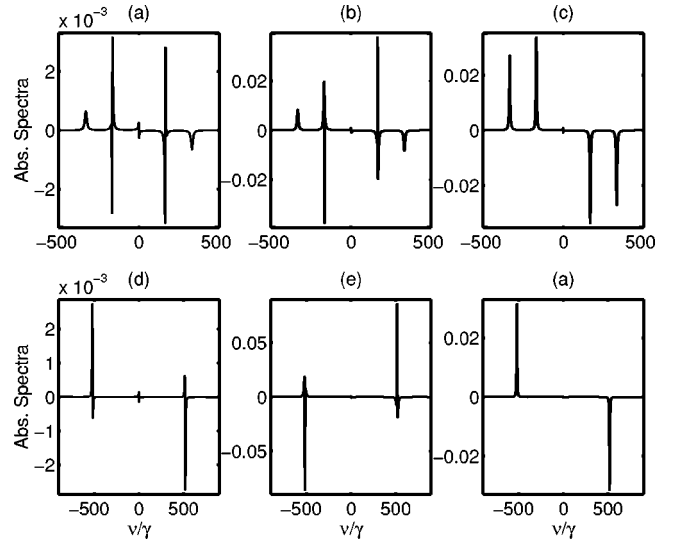 (a) (b) (c)
x 10⁻³
Abs. Spectra
2 0 −2
0.02 0 −0.02
0.02 0 −0.02
−500 0 500 −500 0 500 −500 0 500
(d) (e) (a)
x 10⁻³
Abs. Spectra
2 1 0 −1 −2
0.05 0 −0.05
0.02 0 −0.02
−500 0 500 −500 0 500 −500 0 500
ν/γ ν/γ ν/γ